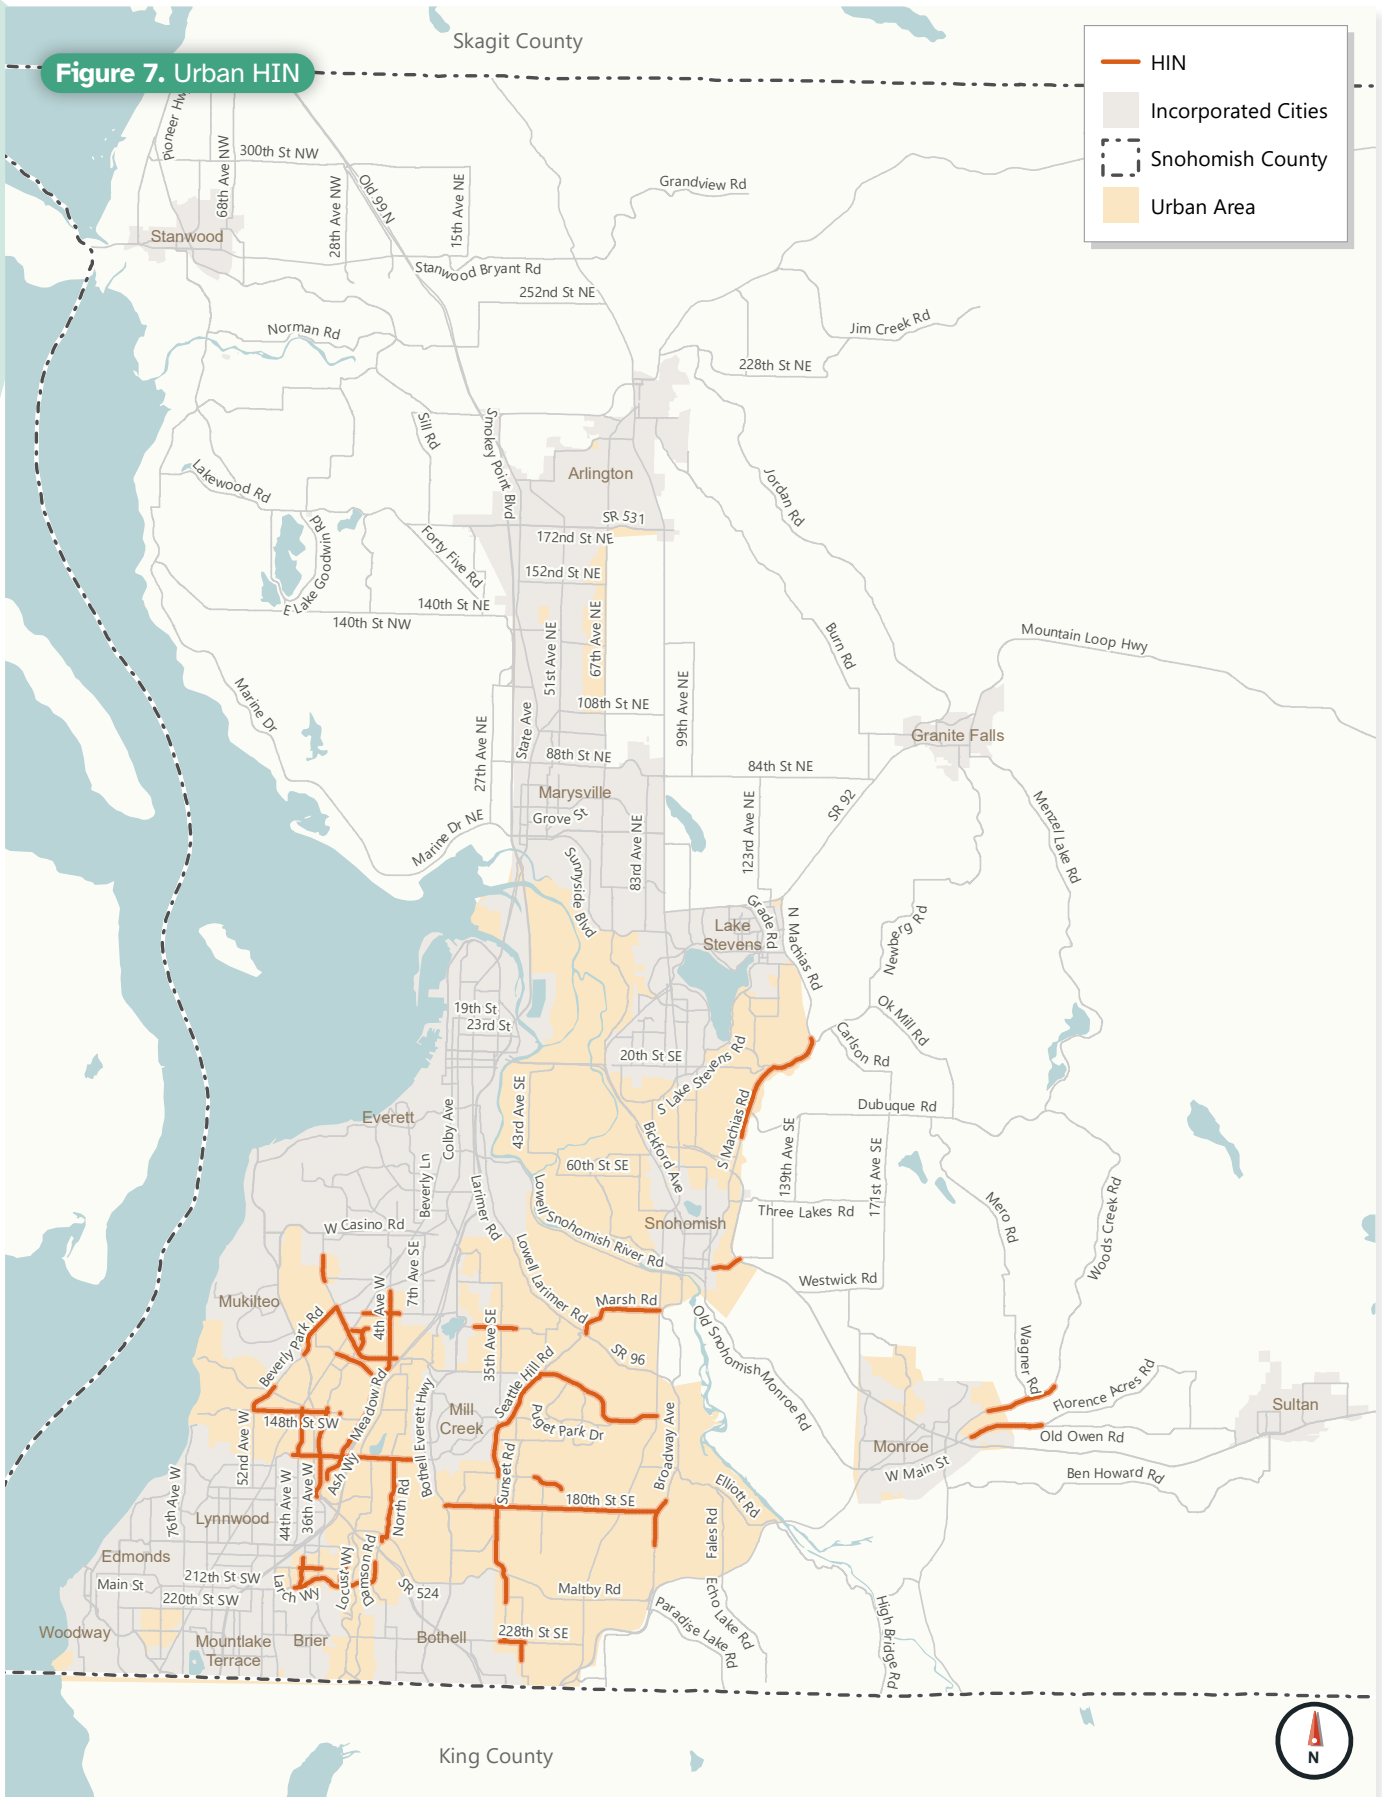 Skagit County
Figure 7. Urban HIN
HIN
Incorporated Cities
Snohomish County
Urban Area
Pioneer Hw
68th Ave NW
300th St NW
28th Ave NW
Old 99 N
15th Ave NE
Grandview Rd
Stanwood
Stanwood Bryant Rd
252nd St NE
Norman Rd
Jim Creek Rd
228th St NE
Sill Rd
Smokey Point Blvd
Arlington
Lakewood Rd
Jordan Rd
SR 531
172nd St NE
E Lake Goodwin Rd
Forty Five Rd
152nd St NE
140th St NE
140th St NW
51st Ave NE
67th Ave NE
Burn Rd
Mountain Loop Hwy
Marine Dr
99th Ave NE
108th St NE
27th Ave NE
State Ave
Granite Falls
88th St NE
84th St NE
Marysville
Grove St
SR 92
Menzel Lake Rd
Marine Dr NE
Sunnyside Blvd
83rd Ave NE
123rd Ave NE
Grade Rd
N Machias Rd
Lake
Stevens
Newberg Rd
19th St
23rd St
Ok Mill Rd
Carlson Rd
20th St SE
S Lake Stevens Rd
43rd Ave SE
Dubuque Rd
Everett
Colby Ave
Beverly Ln
Bickford Ave
S Machias Rd
139th Ave SE
171st Ave SE
60th St SE
Larimer Rd
Lowell Snohomish River Rd
Three Lakes Rd
Mero Rd
Woods Creek Rd
W Casino Rd
Snohomish
7th Ave SE
Lowell Larimer Rd
Westwick Rd
Mukilteo
4th Ave W
Marsh Rd
Old Snohomish Monroe Rd
Beverly Park Rd
35th Ave SE
SR 96
Wagner Rd
Florence Acres Rd
Seattle Hill Rd
Meadow Rd
Bothell Everett Hwy
Mill
Creek
Puget Park Dr
Broadway Ave
Sultan
148th St SW
52nd Ave W
Monroe
Old Owen Rd
W Main St
Ben Howard Rd
Ash Wy
Sunset Rd
Elliott Rd
76th Ave W
44th Ave W
36th Ave W
North Rd
180th St SE
Lynnwood
Fales Rd
Edmonds
Main St
212th St SW
220th St SW
Larch Wy
Locust Wy
Damson Rd
SR 524
Maltby Rd
Echo Lake Rd
Paradise Lake Rd
High Bridge Rd
Woodway
Mountlake
Terrace
Brier
Bothell
228th St SE
King County
N